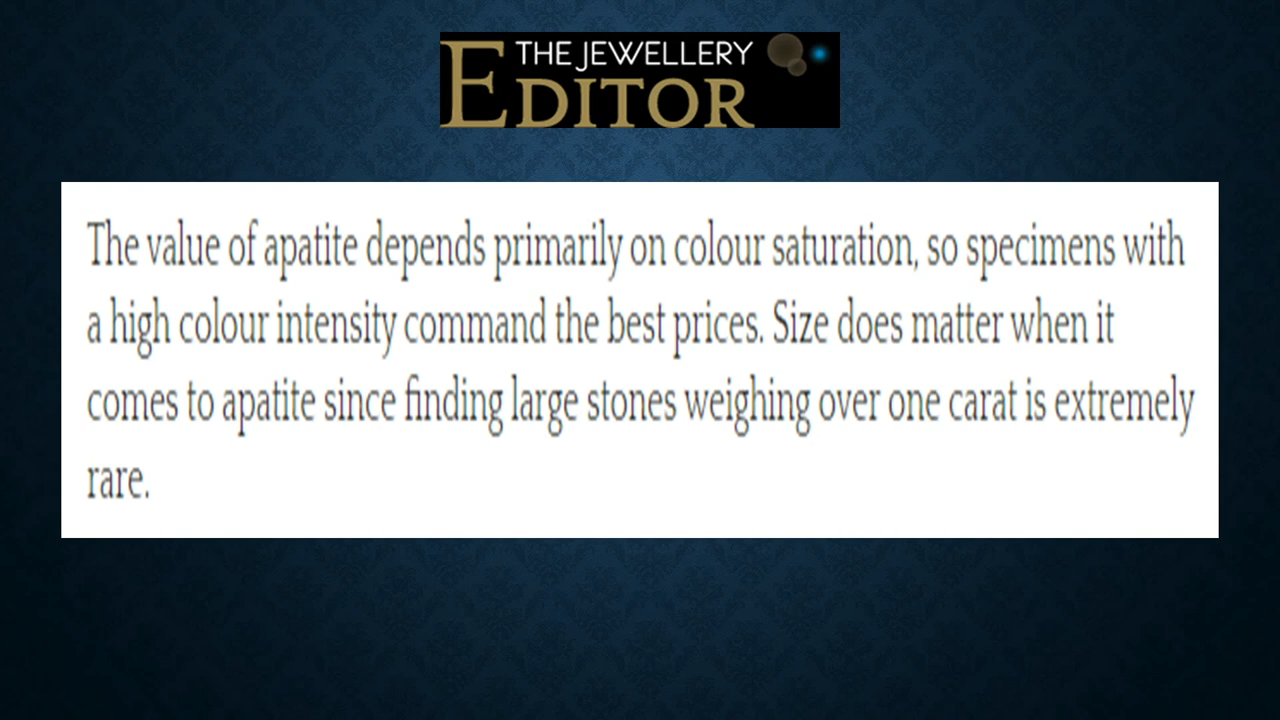 THE JEWELLERY
EDITOR
The value of apatite depends primarily on colour saturation, so specimens with
a high colour intensity command the best prices. Size does matter when it
comes to apatite since finding large stones weighing over one carat is extremely
rare.